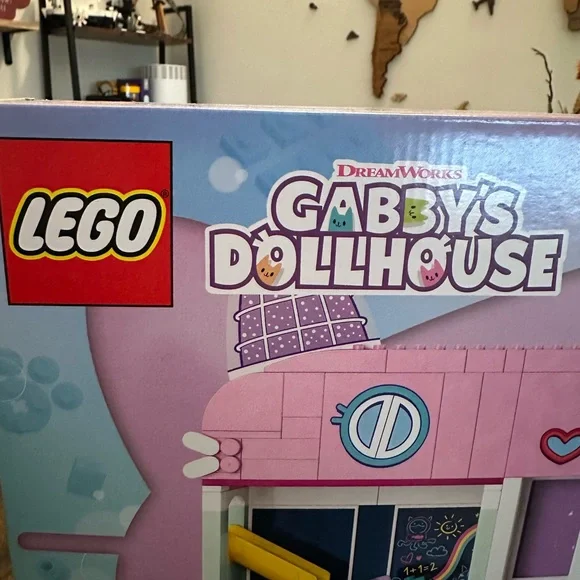 LEGO®
DREAMWORKS
GABBY'S
DOLLHOUSE
1+1=2